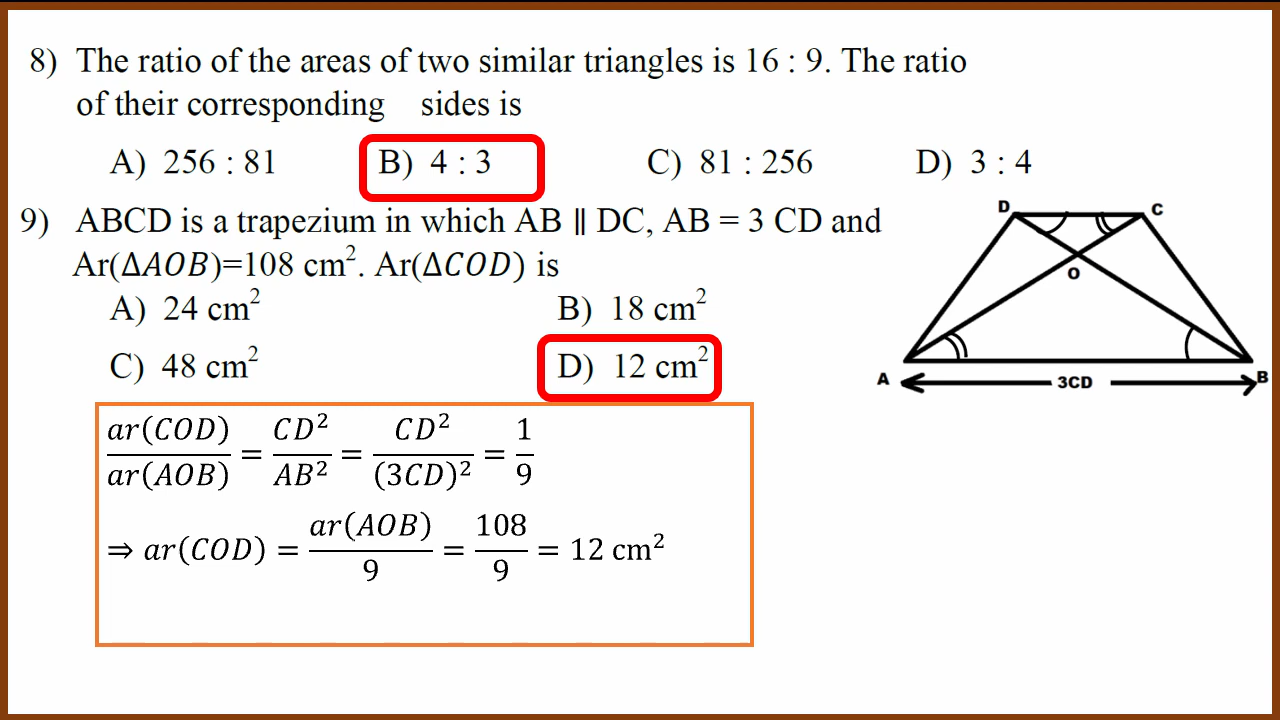 8) The ratio of the areas of two similar triangles is 16 : 9. The ratio
of their corresponding sides is
A) 256 : 81 B) 4 : 3 C) 81 : 256 D) 3 : 4
9) ABCD is a trapezium in which AB ∥ DC, AB = 3 CD and
Ar(∆AOB)=108 cm². Ar(∆COD) is
A) 24 cm² B) 18 cm²
C) 48 cm² D) 12 cm²
D C
O
A 3CD B
ar(COD)/ar(AOB) = CD²/AB² = CD²/(3CD)² = 1/9
⇒ ar(COD) = ar(AOB)/9 = 108/9 = 12 cm²